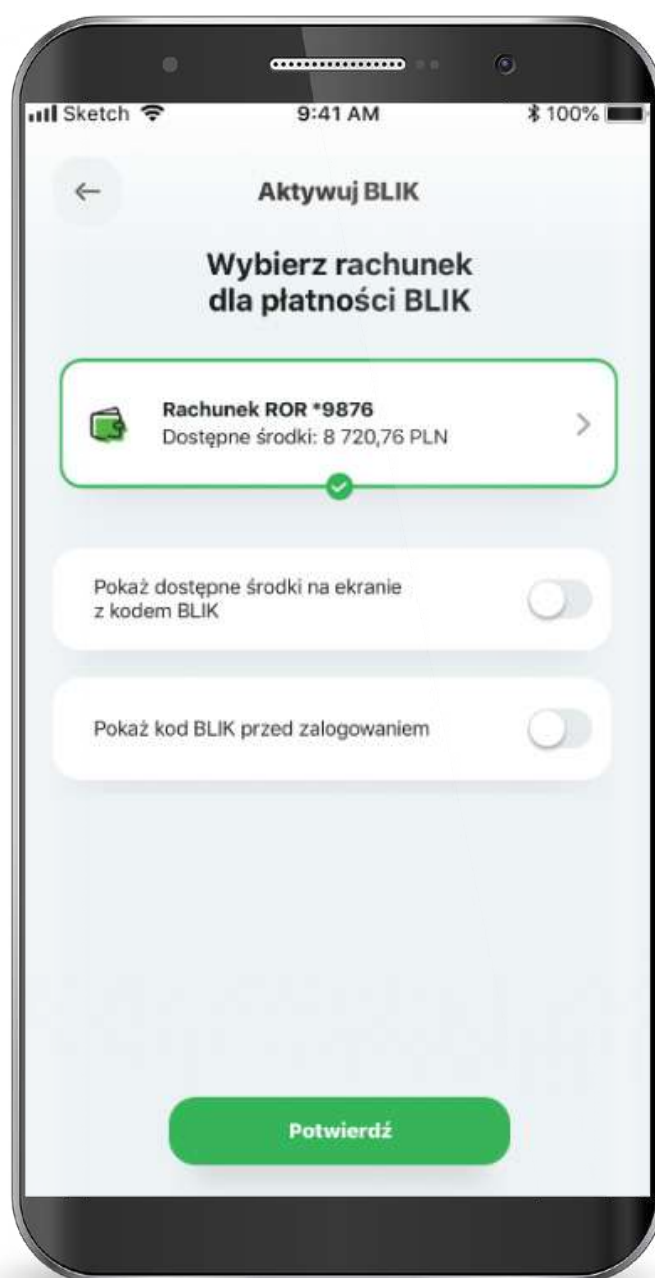 Sketch 9:41 AM 100%
Aktywuj BLIK
Wybierz rachunek
dla płatności BLIK
Rachunek ROR *9876
Dostępne środki: 8 720,76 PLN
Pokaż dostępne środki na ekranie
z kodem BLIK
Pokaż kod BLIK przed zalogowaniem
Potwierdź